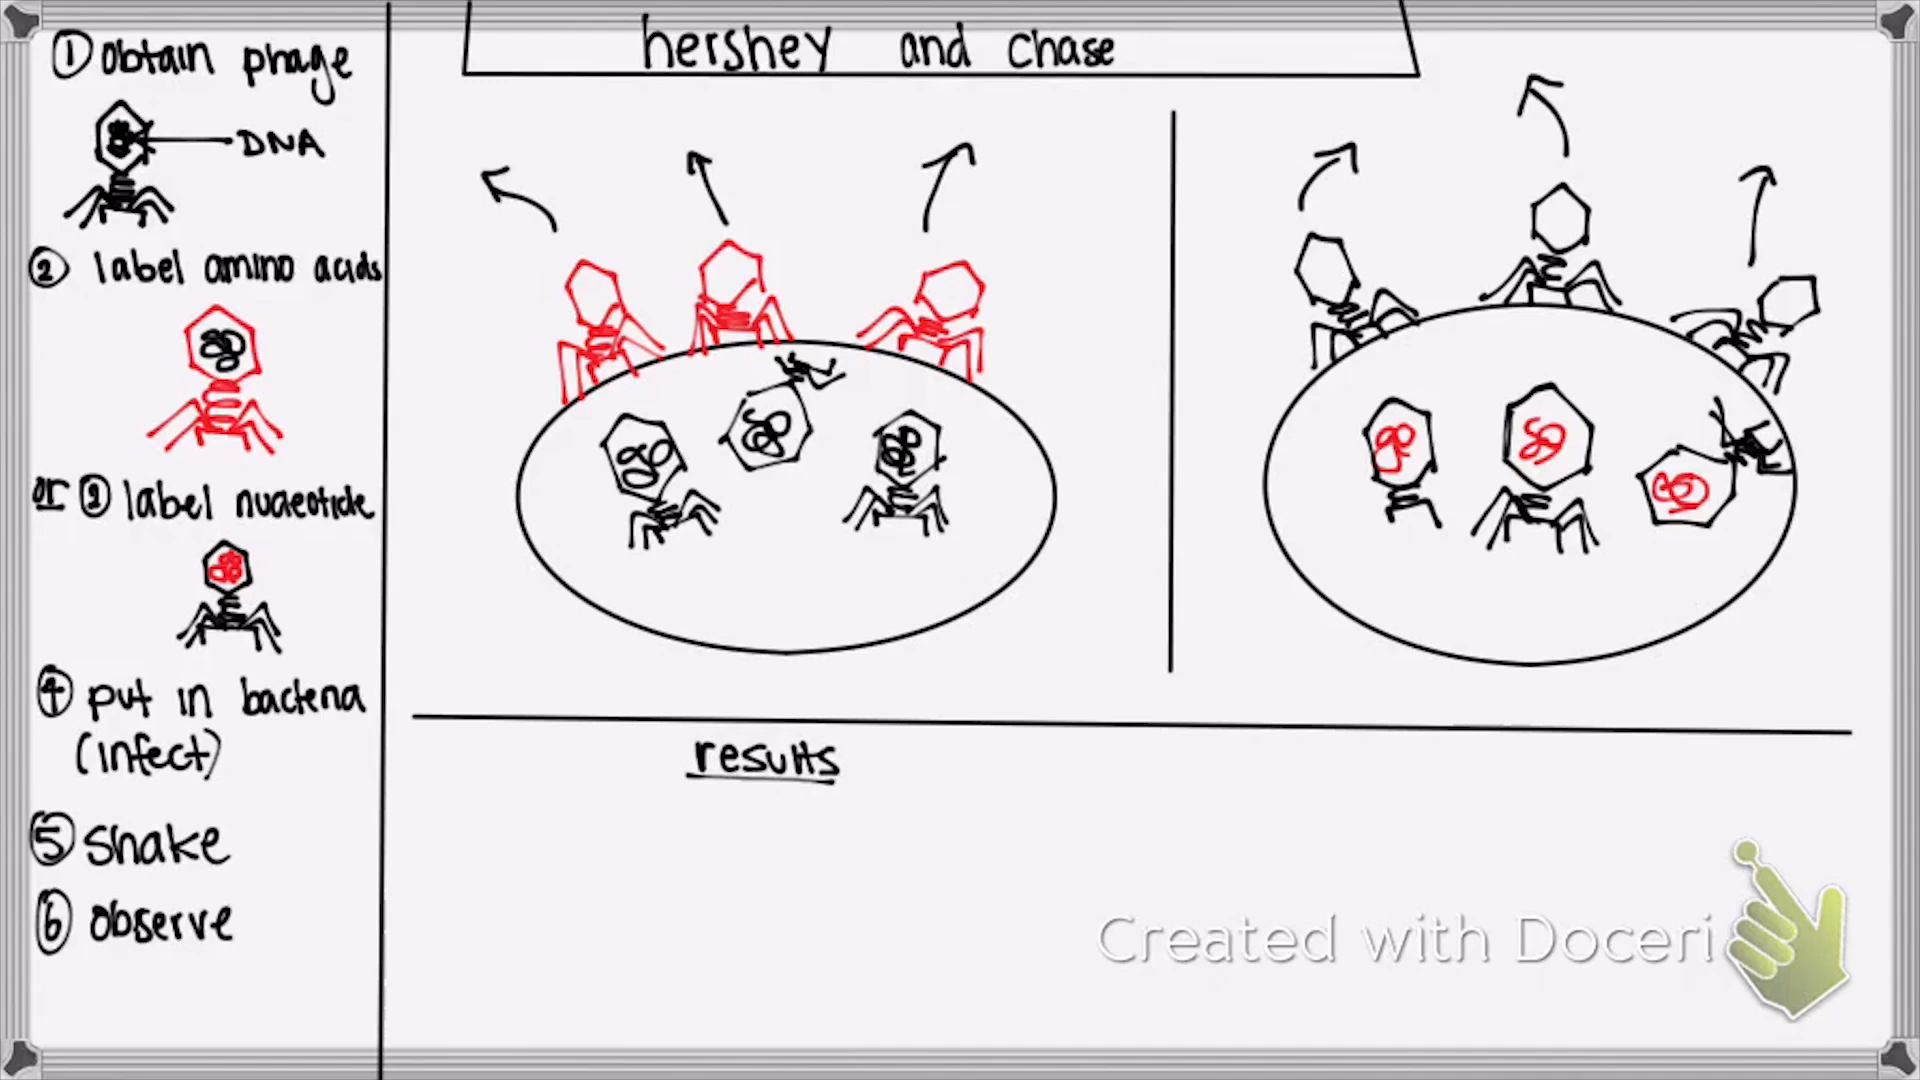 hershey and chase
① obtain phage
DNA
② label amino acids
or ② label nucleotide
④ put in bacteria
(infect)
⑤ shake
⑥ observe
results
Created with Doceri